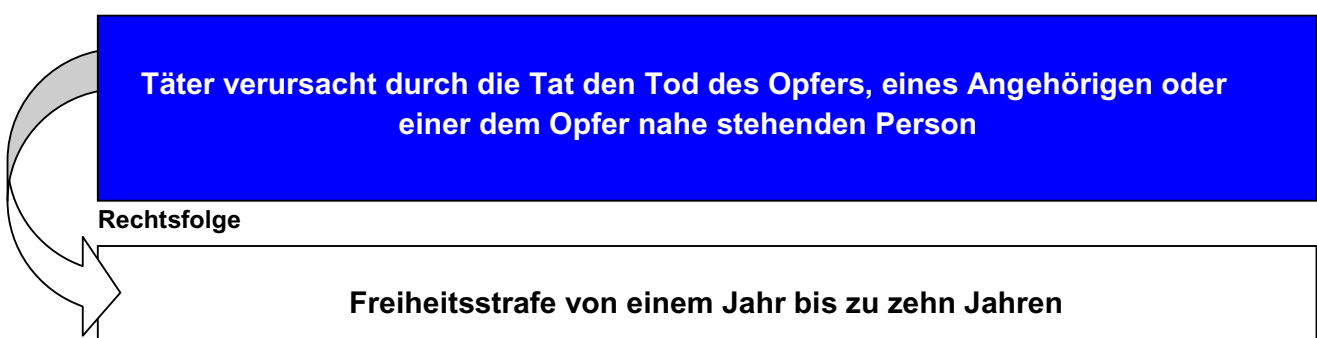 Täter verursacht durch die Tat den Tod des Opfers, eines Angehörigen oder
einer dem Opfer nahe stehenden Person
Rechtsfolge
Freiheitsstrafe von einem Jahr bis zu zehn Jahren